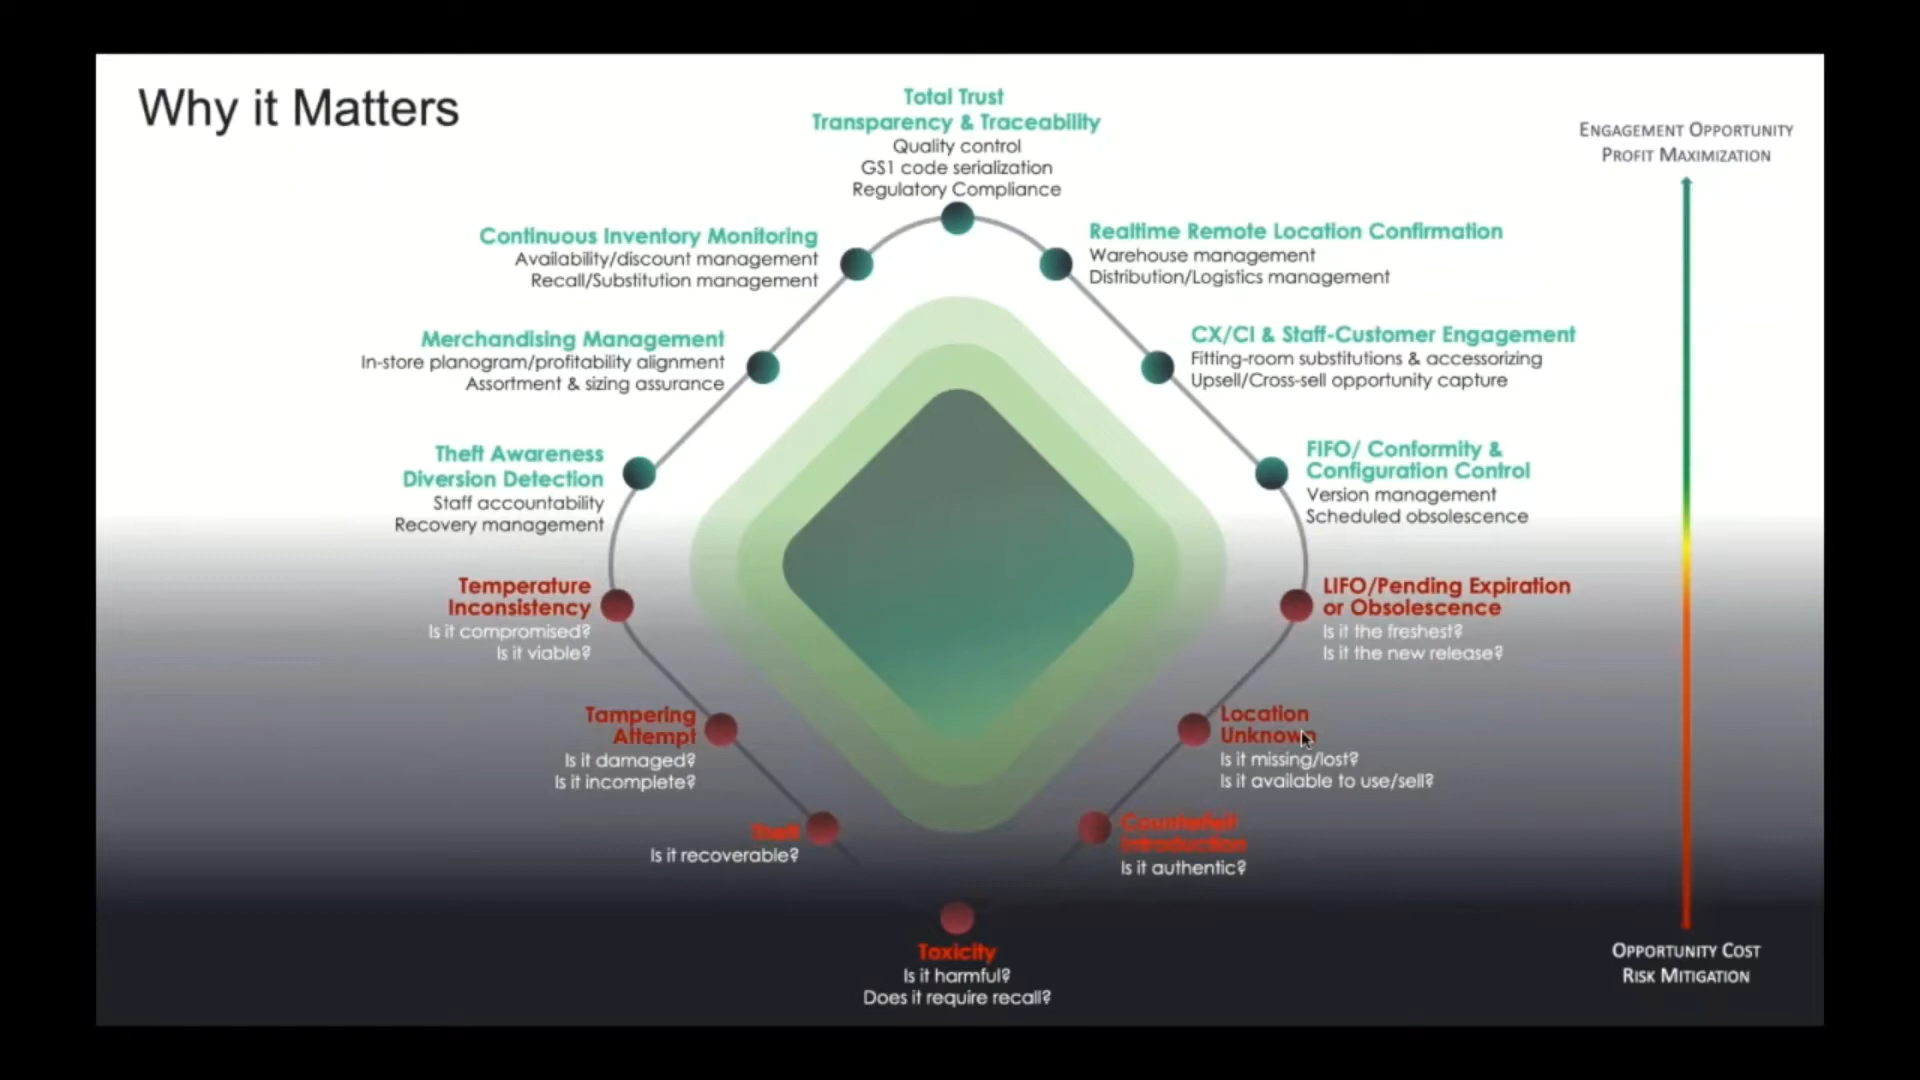 Why it Matters
Total Trust
Transparency & Traceability
Quality control
GS1 code serialization
Regulatory Compliance
ENGAGEMENT OPPORTUNITY
PROFIT MAXIMIZATION
Continuous Inventory Monitoring
Availability/discount management
Recall/Substitution management
Realtime Remote Location Confirmation
Warehouse management
Distribution/Logistics management
Merchandising Management
In-store planogram/profitability alignment
Assortment & sizing assurance
CX/CI & Staff-Customer Engagement
Fitting-room substitutions & accessorizing
Upsell/Cross-sell opportunity capture
Theft Awareness
Diversion Detection
Staff accountability
Recovery management
FIFO/ Conformity &
Configuration Control
Version management
Scheduled obsolescence
Temperature
Inconsistency
Is it compromised?
Is it viable?
LIFO/Pending Expiration
or Obsolescence
Is it the freshest?
Is it the new release?
Tampering
Attempt
Is it damaged?
Is it incomplete?
Location
Unknown
Is it missing/lost?
Is it available to use/sell?
Theft
Is it recoverable?
Counterfeit
Introduction
Is it authentic?
Toxicity
Is it harmful?
Does it require recall?
OPPORTUNITY COST
RISK MITIGATION